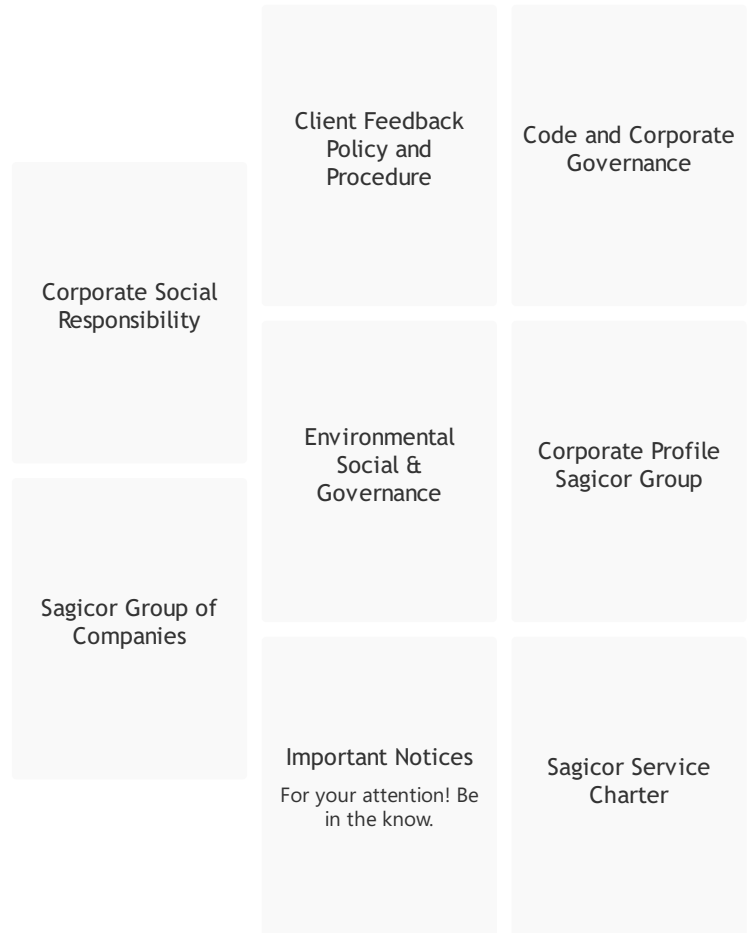 Client Feedback
Policy and
Procedure
Code and Corporate
Governance
Corporate Social
Responsibility
Environmental
Social &
Governance
Corporate Profile
Sagicor Group
Sagicor Group of
Companies
Important Notices
For your attention! Be
in the know.
Sagicor Service
Charter